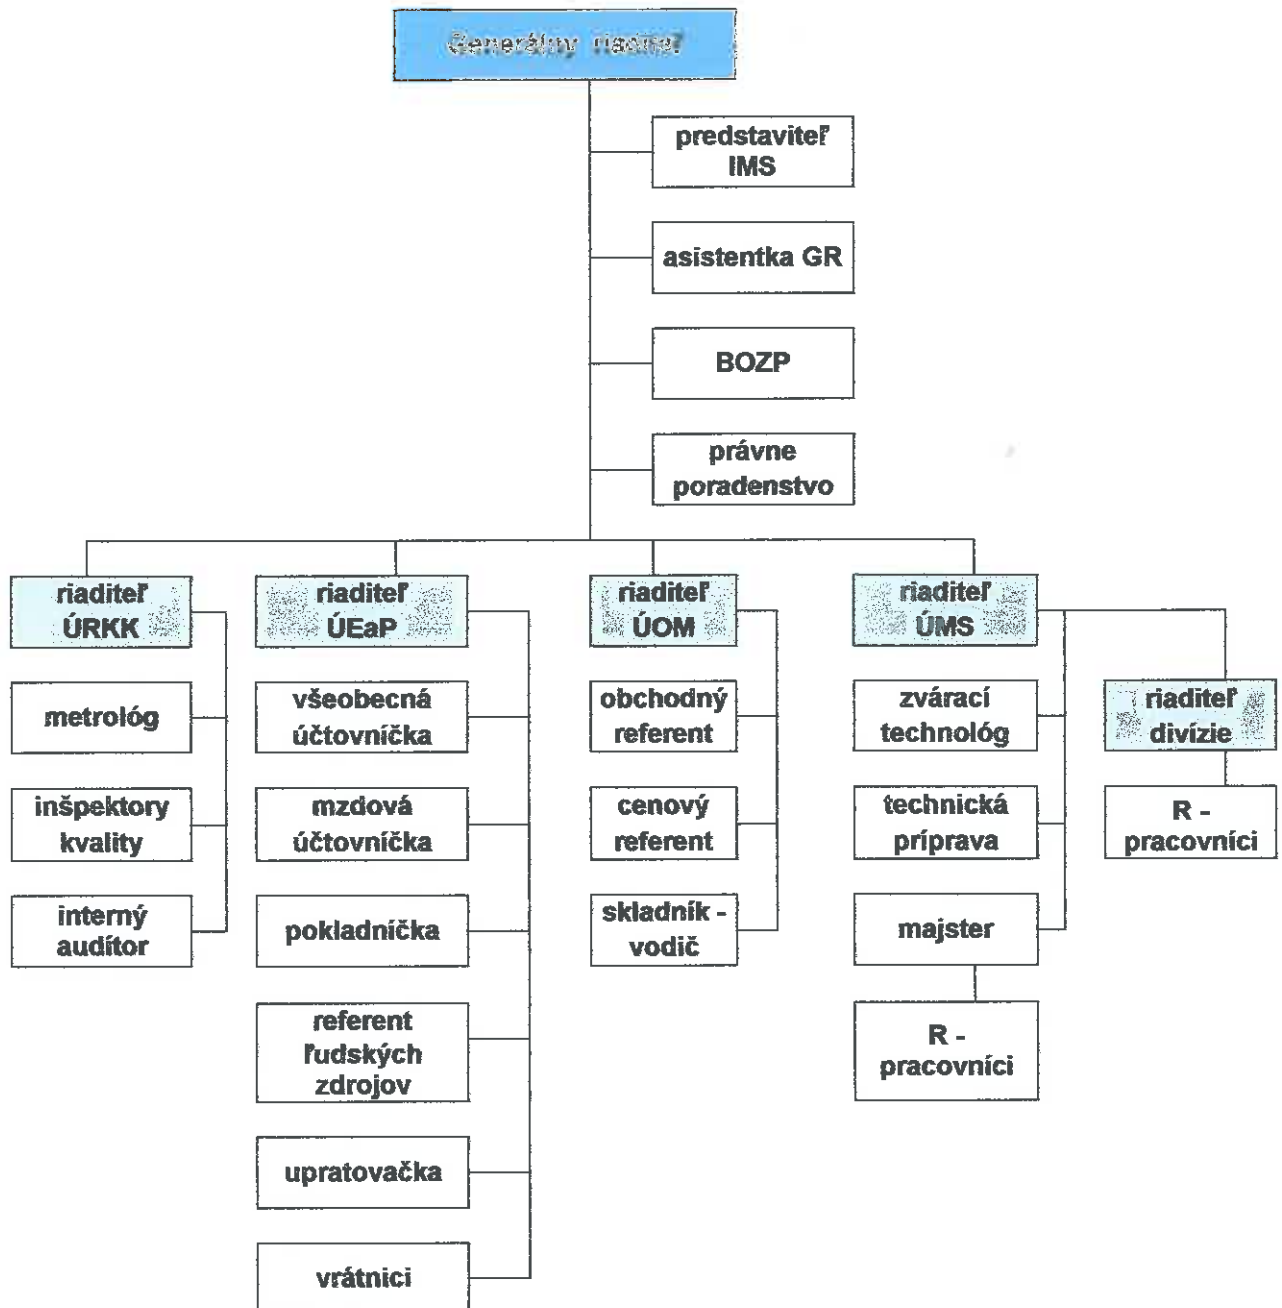 Generálny riaditeľ
predstaviteľ
IMS
asistentka GR
BOZP
právne
poradenstvo
riaditeľ
ÚRKK
metrológ
inšpektory
kvality
interný
audítor
riaditeľ
ÚEaP
všeobecná
účtovníčka
mzdová
účtovníčka
pokladníčka
referent
ľudských
zdrojov
upratovačka
vrátnici
riaditeľ
ÚOM
obchodný
referent
cenový
referent
skladník -
vodič
riaditeľ
ÚMS
zvárací
technológ
technická
príprava
majster
R -
pracovníci
riaditeľ
divízie
R -
pracovníci